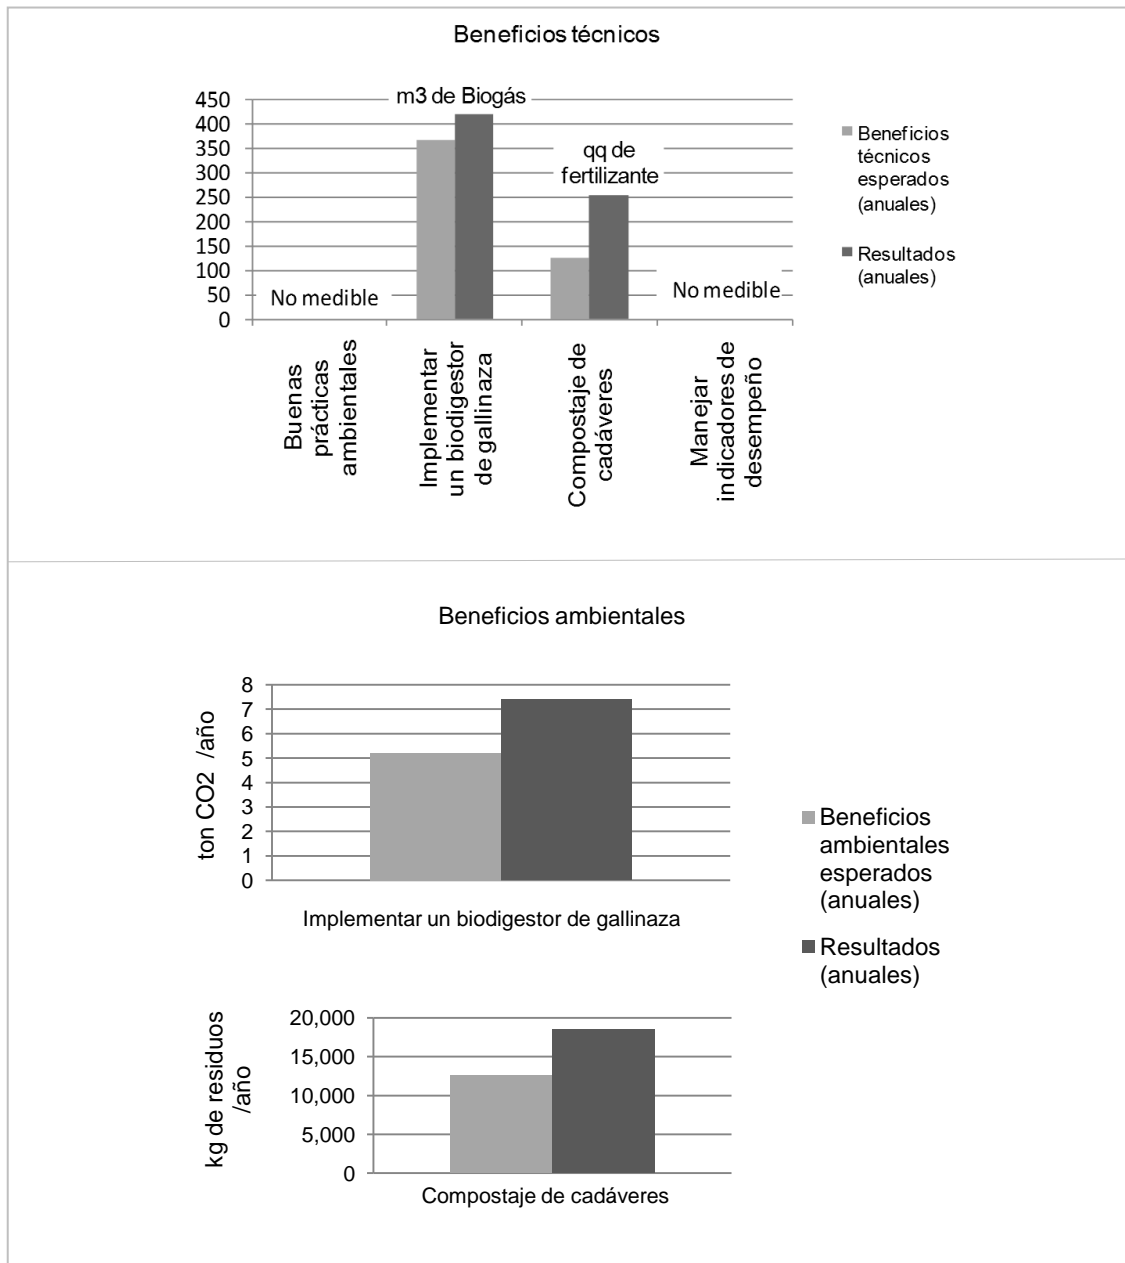 Beneficios técnicos
450
400
350
300
250
200
150
100
50
0
m3 de Biogás
qq de
fertilizante
No medible
No medible
Buenas
prácticas
ambientales
Implementar
un biodigestor
de gallinaza
Compostaje de
cadáveres
Manejar
indicadores de
desempeño
Beneficios
técnicos
esperados
(anuales)
Resultados
(anuales)
Beneficios ambientales
ton CO2 /año
8
7
6
5
4
3
2
1
0
Implementar un biodigestor de gallinaza
Beneficios
ambientales
esperados
(anuales)
Resultados
(anuales)
kg de residuos
/año
20,000
15,000
10,000
5,000
0
Compostaje de cadáveres